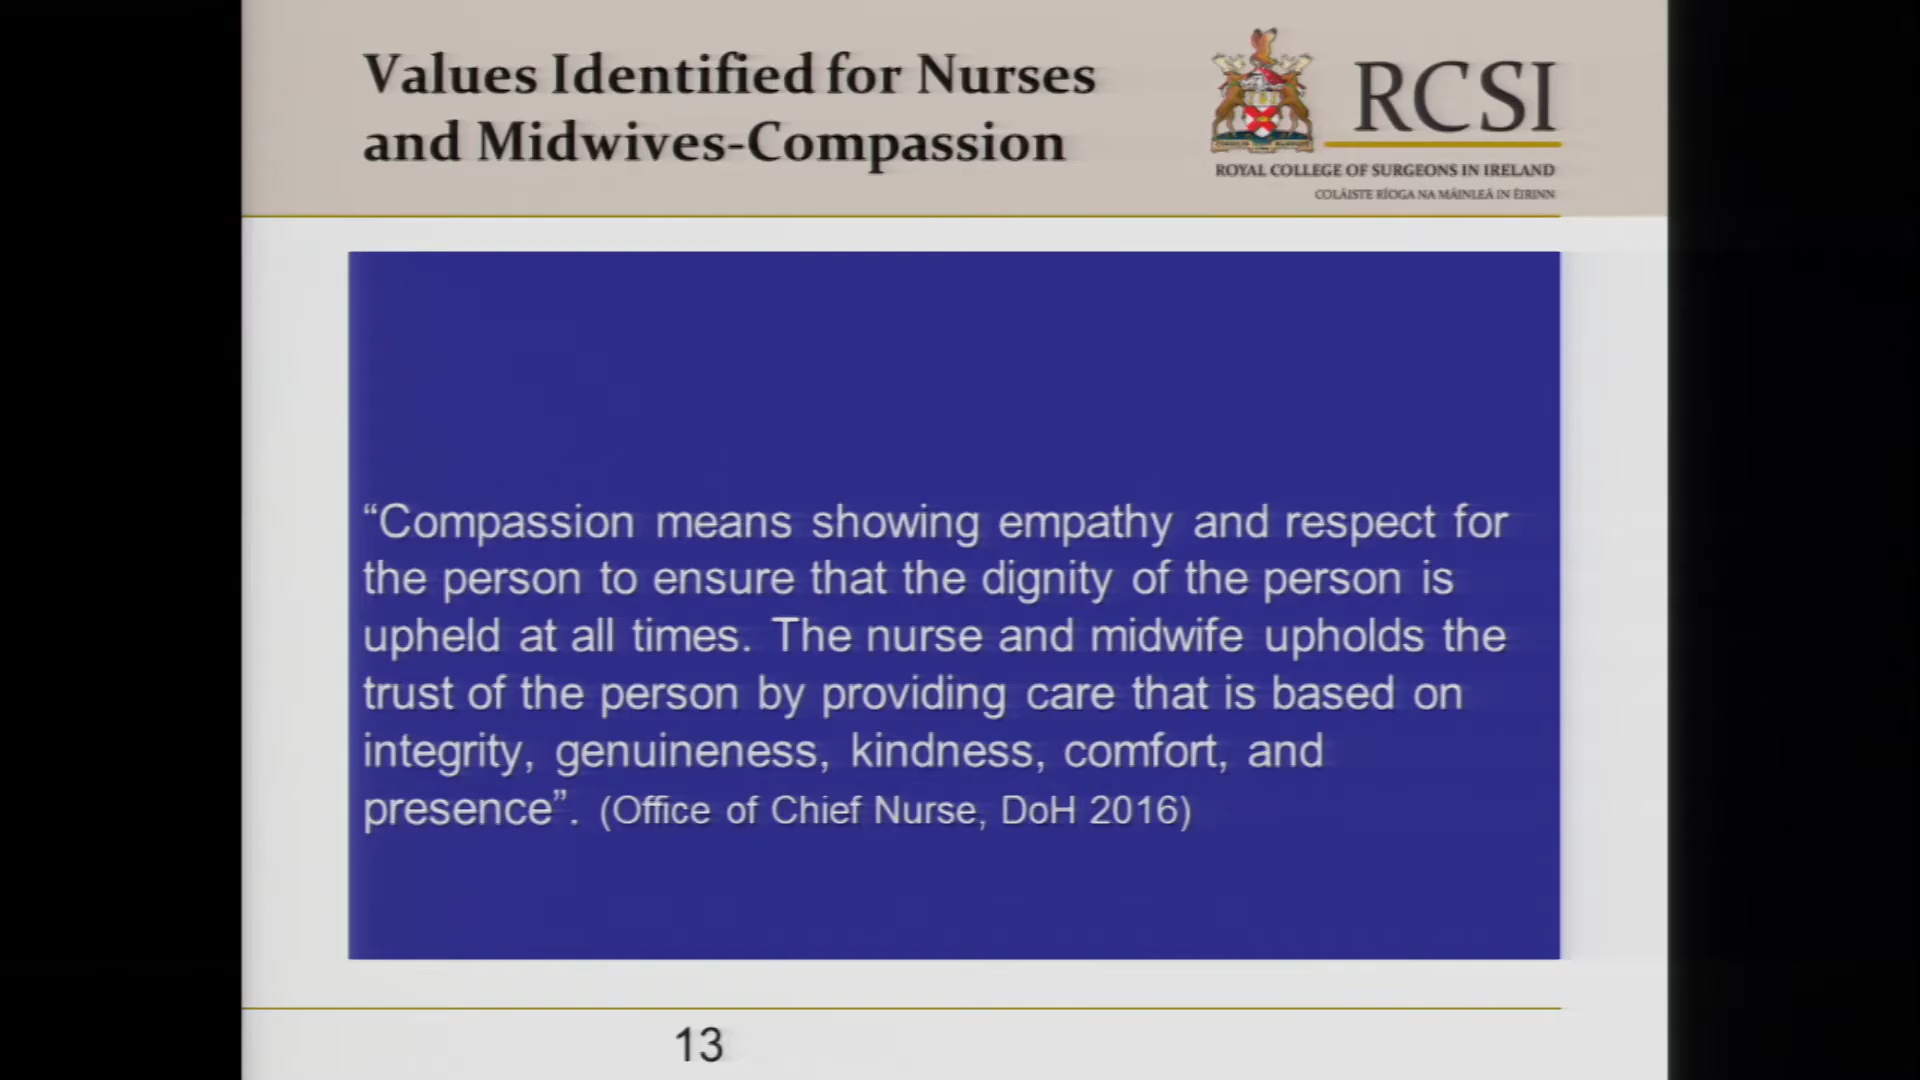 Values Identified for Nurses
and Midwives-Compassion
RCSI
ROYAL COLLEGE OF SURGEONS IN IRELAND
COLÁISTE RÍOGA NA MÁINLEÁ IN ÉIRINN
“Compassion means showing empathy and respect for
the person to ensure that the dignity of the person is
upheld at all times. The nurse and midwife upholds the
trust of the person by providing care that is based on
integrity, genuineness, kindness, comfort, and
presence”. (Office of Chief Nurse, DoH 2016)
13